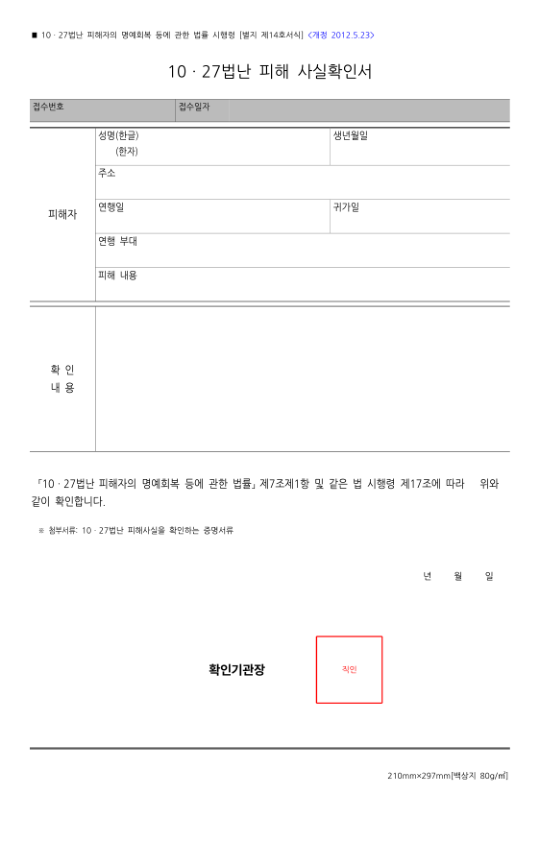 ■ 10 · 27법난 피해자의 명예회복 등에 관한 법률 시행령 [별지 제14호서식] <개정 2012.5.23>
10 · 27법난 피해 사실확인서
접수번호 접수일자
성명(한글) 생년월일
(한자)
주소
피해자
연행일 귀가일
연행 부대
피해 내용
확 인
내 용
「10 · 27법난 피해자의 명예회복 등에 관한 법률」 제7조제1항 및 같은 법 시행령 제17조에 따라 위와
같이 확인합니다.
※ 첨부서류: 10 · 27법난 피해사실을 확인하는 증명서류
년 월 일
확인기관장 직인
210mm×297mm[백상지 80g/㎡]